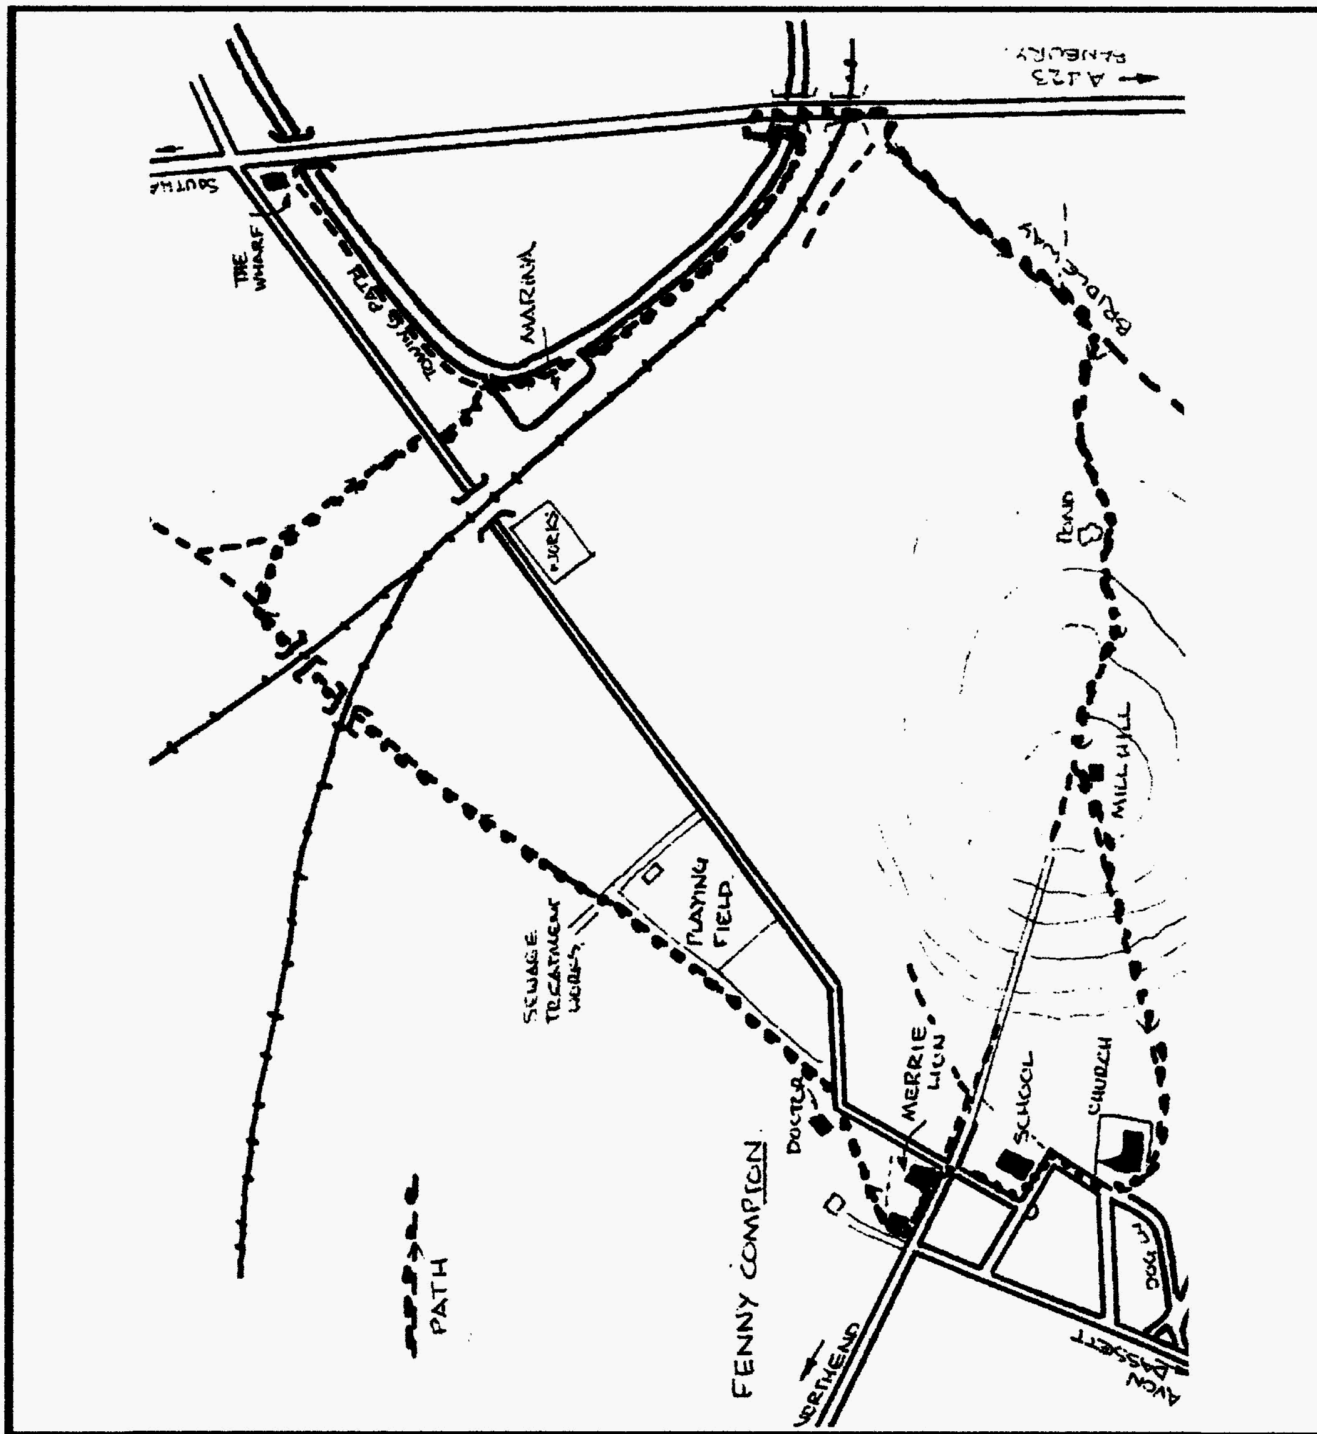 A423
BANBURY
SOUTHA
THE
WHARF
TOWING PATH
MARINA
BRIDLEWAY
WORKS
POND
MILL HILL
PLAYING
FIELD
SEWAGE
TREATMENT
WORKS
DOCTOR
MERRIE
LION
SCHOOL
CHURCH
FENNY COMPTON
PATH
NORTHEND
DOG LN
AVON
DASSETT